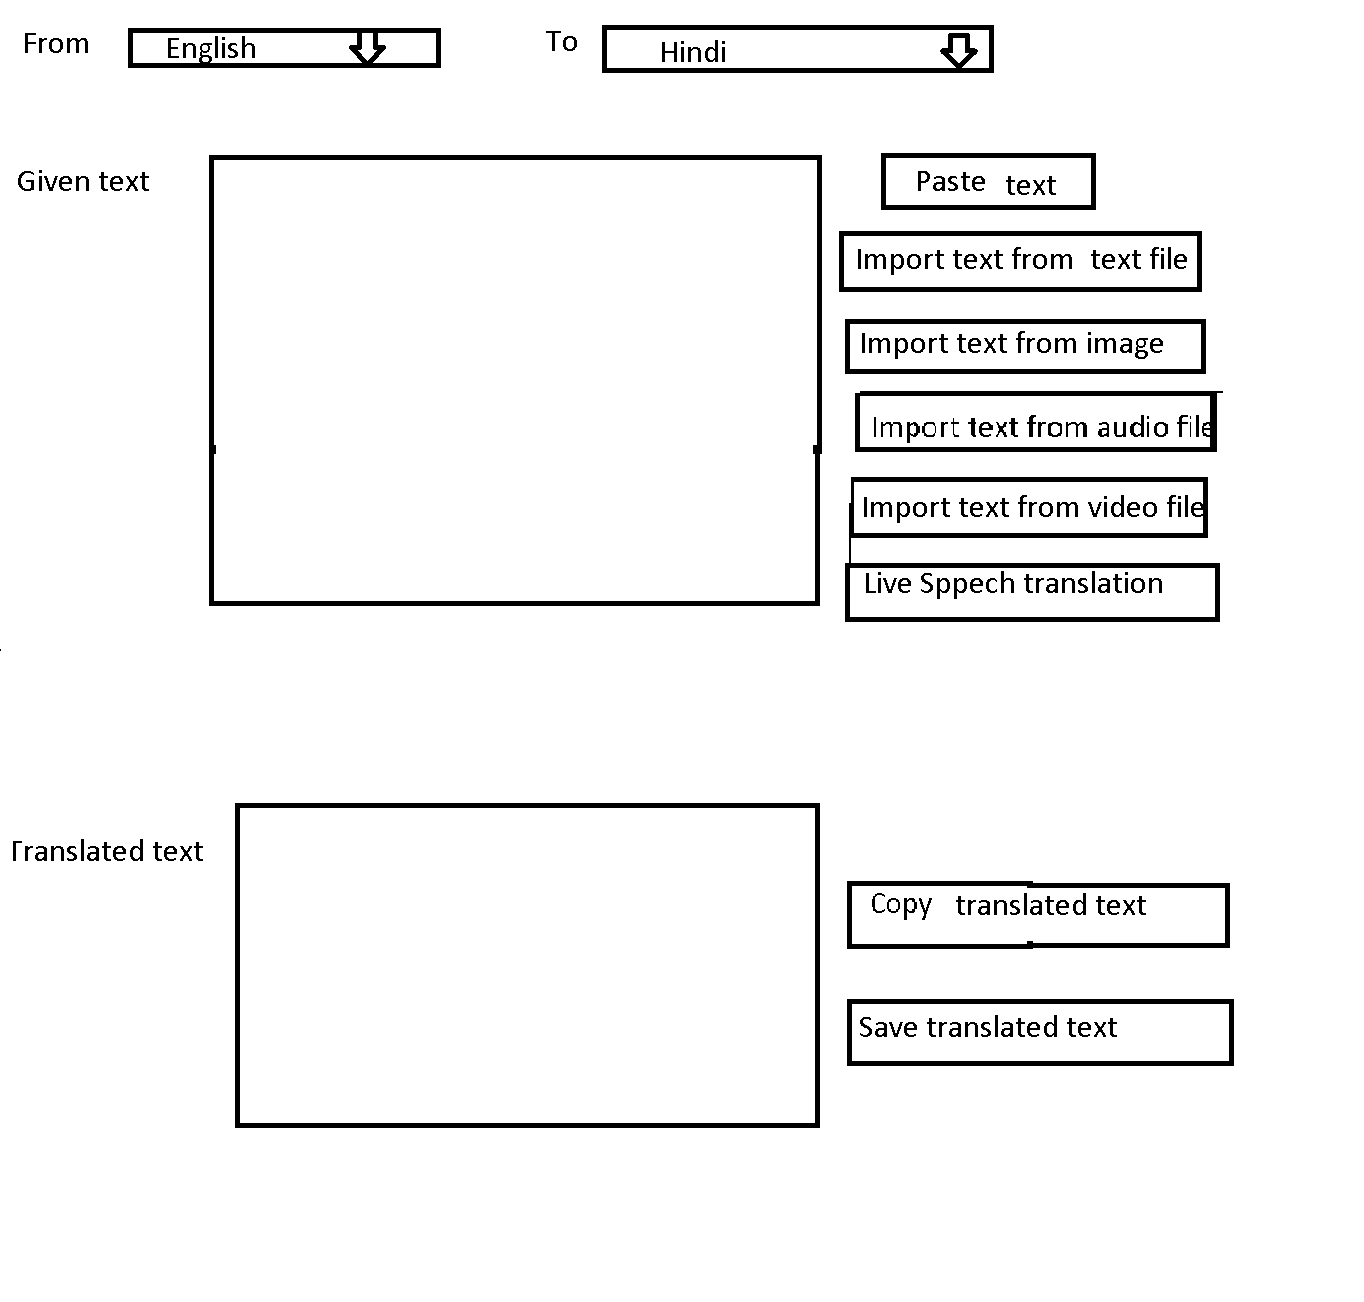 From English To Hindi
Given text
Paste text
Import text from text file
Import text from image
Import text from audio file
Import text from video file
Live Sppech translation
Translated text
Copy translated text
Save translated text